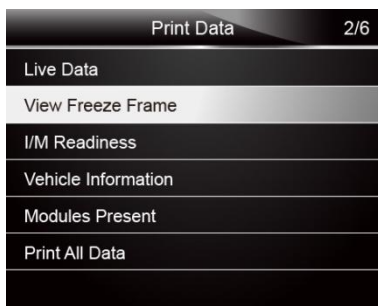 Print Data 2/6
Live Data
View Freeze Frame
I/M Readiness
Vehicle Information
Modules Present
Print All Data